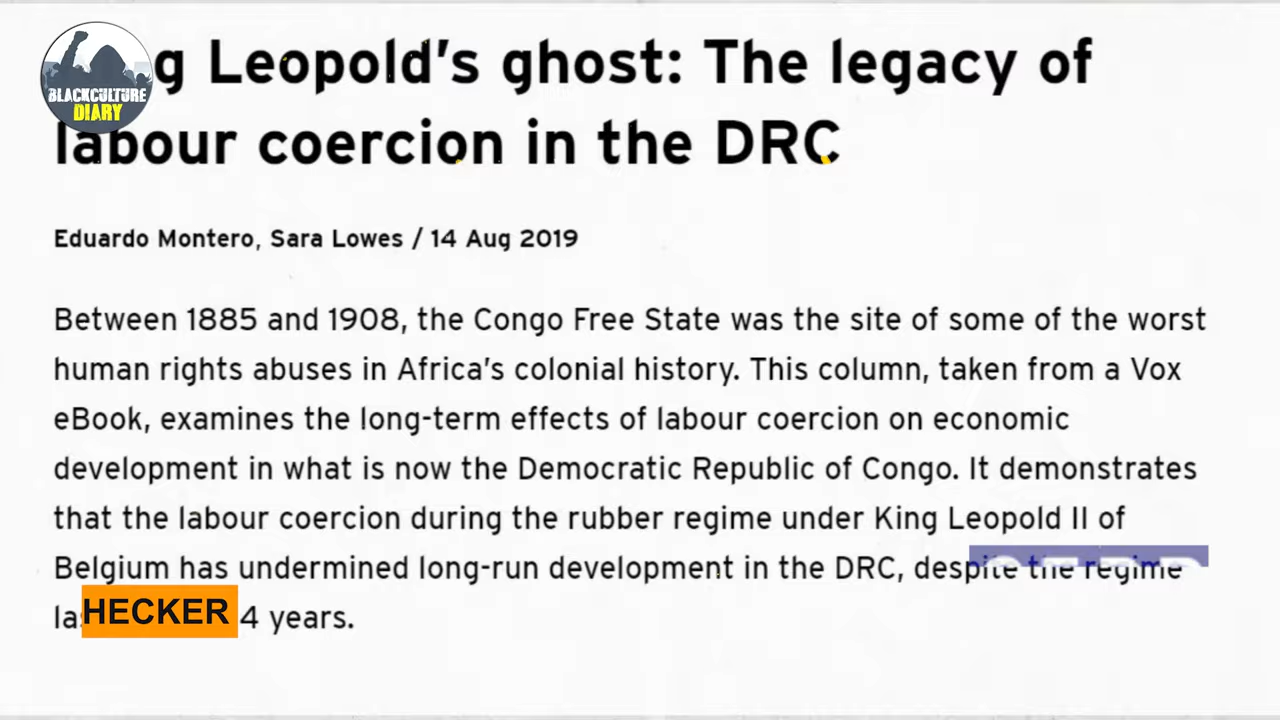 g Leopold's ghost: The legacy of
BLACKCULTURE
DIARY
labour coercion in the DRC
Eduardo Montero, Sara Lowes / 14 Aug 2019
Between 1885 and 1908, the Congo Free State was the site of some of the worst
human rights abuses in Africa's colonial history. This column, taken from a Vox
eBook, examines the long-term effects of labour coercion on economic
development in what is now the Democratic Republic of Congo. It demonstrates
that the labour coercion during the rubber regime under King Leopold II of
Belgium has undermined long-run development in the DRC, despite the regime
las
HECKER
4 years.